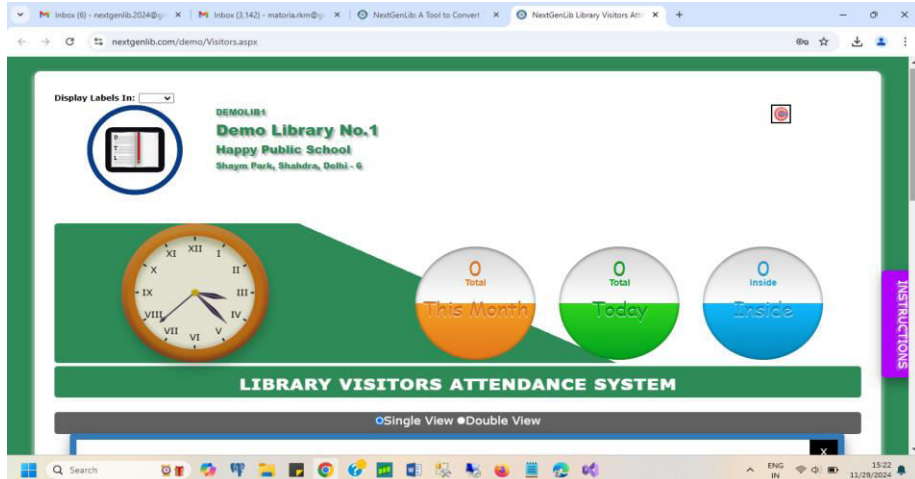 Inbox (6) - nextgenlib.2024@g
Inbox (3,142) - matoria.rkm@g
NextGenLib: A Tool to Convert
NextGenLib Library Visitors Att
nextgenlib.com/demo/Visitors.aspx
Display Labels In:
DEMOLIB1
Demo Library No.1
Happy Public School
Shaym Park, Shahdra, Delhi - 6
XII
I
II
III
IV
V
VI
VII
VIII
IX
X
XI
0
Total
This Month
0
Total
Today
0
Inside
Inside
INSTRUCTIONS
LIBRARY VISITORS ATTENDANCE SYSTEM
Single View Double View
X
Search
ENG
IN
15:22
11/29/2024